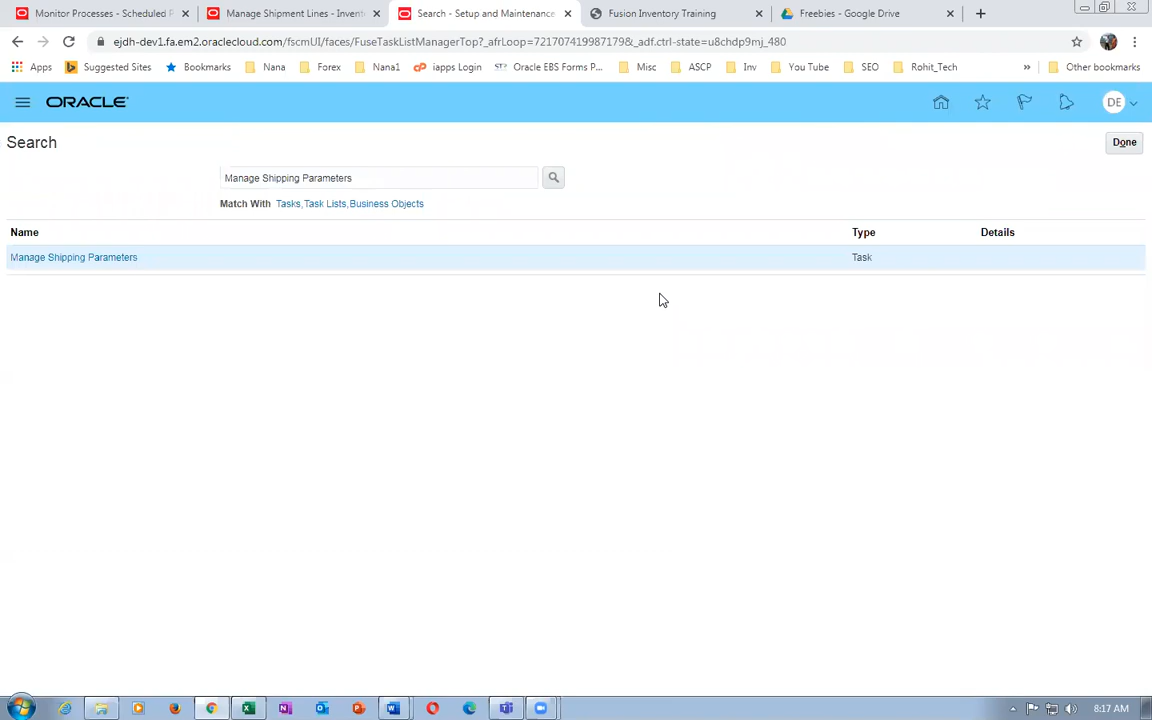 Monitor Processes - Scheduled P
Manage Shipment Lines - Invent
Search - Setup and Maintenance
Fusion Inventory Training
Freebies - Google Drive
ejdh-dev1.fa.em2.oraclecloud.com/fscmUI/faces/FuseTaskListManagerTop?_afrLoop=7217074199871798&_adf.ctrl-state=u8chdp9mj_480
Apps
Suggested Sites
Bookmarks
Nana
Forex
Nana1
iapps Login
Oracle EBS Forms P...
Misc
ASCP
Inv
You Tube
SEO
Rohit_Tech
»
Other bookmarks
ORACLE
DE
Search
Done
Manage Shipping Parameters
Match With Tasks, Task Lists, Business Objects
Name Type Details
Manage Shipping Parameters Task
8:17 AM